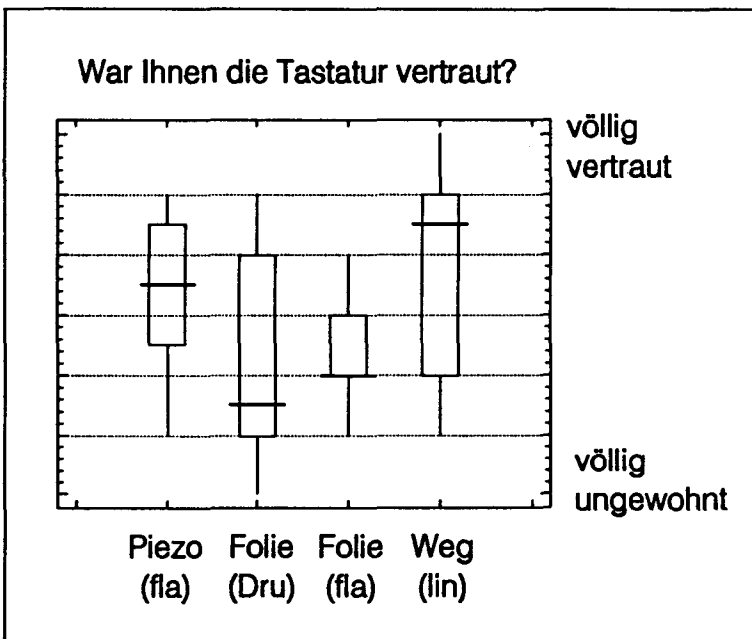 War Ihnen die Tastatur vertraut?
völlig
vertraut
völlig
ungewohnt
Piezo Folie Folie Weg
(fla) (Dru) (fla) (lin)